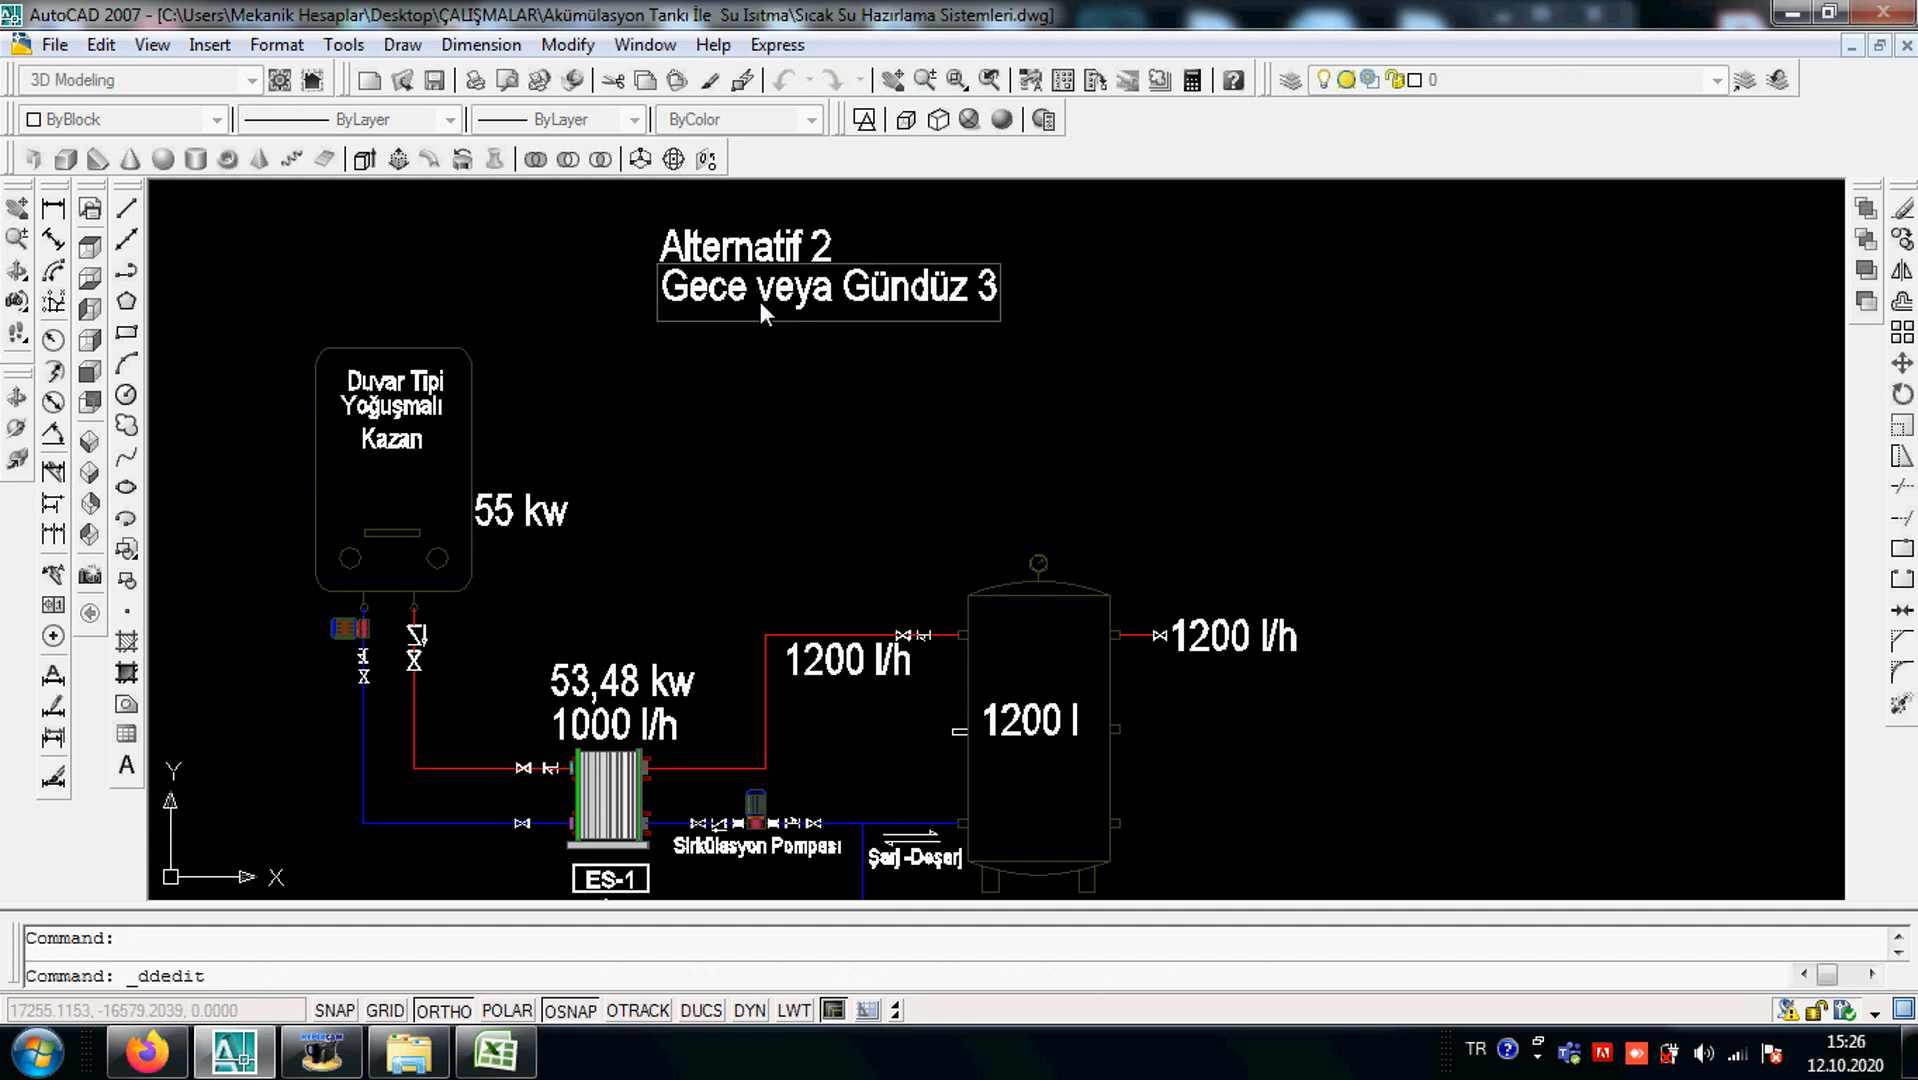 AutoCAD 2007 - [C:\Users\Mekanik Hesaplar\Desktop\ÇALIŞMALAR\Akümülasyon Tankı İle  Su Isıtma\Sıcak Su Hazırlama Sistemleri.dwg]
File Edit View Insert Format Tools Draw Dimension Modify Window Help Express
3D Modeling
0
ByBlock
ByLayer
ByLayer
ByColor
Alternatif 2
Gece veya Gündüz 3
Duvar Tipi
Yoğuşmalı
Kazan
55 kw
1200 l/h
1200 l/h
53,48 kw
1000 l/h
1200 l
Sirkülasyon Pompası
Şarj -Deşarj
ES-1
Y
X
A
Command:
Command: _ddedit
17255.1153, -16579.2039, 0.0000
SNAP GRID ORTHO POLAR OSNAP OTRACK DUCS DYN LWT
TR
15:26
12.10.2020